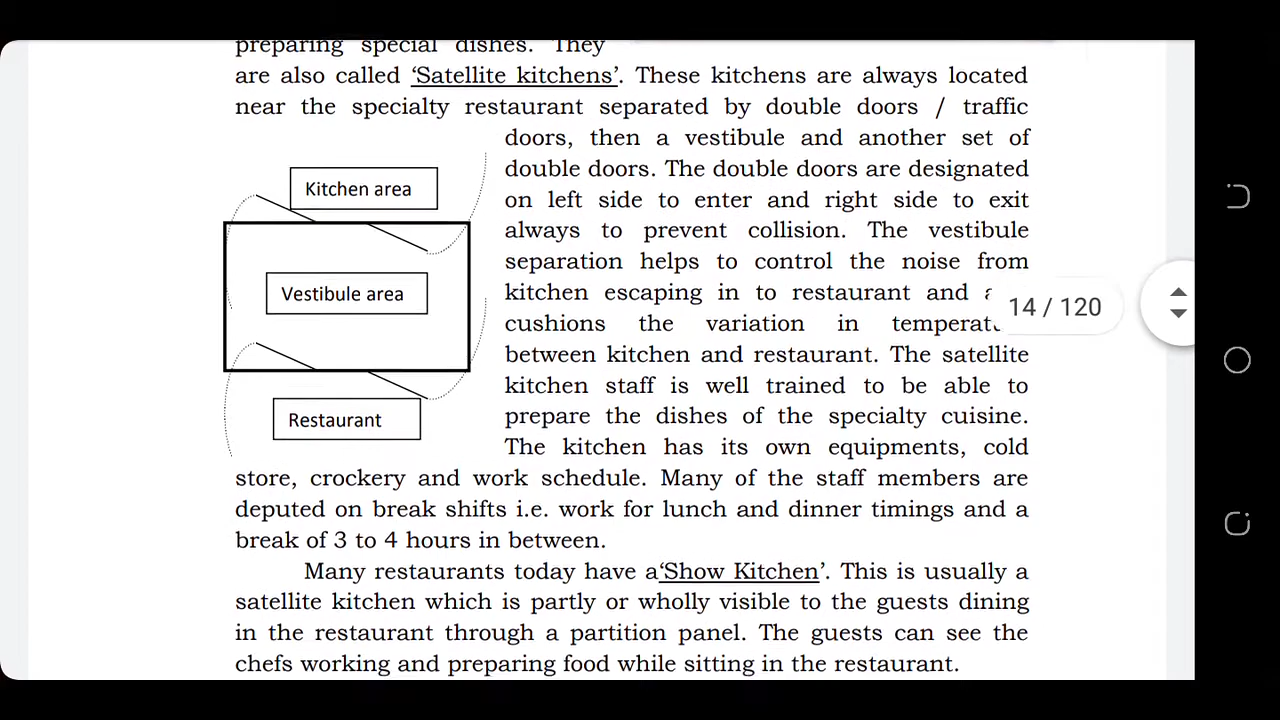 preparing special dishes. They
are also called ‘Satellite kitchens’. These kitchens are always located
near the specialty restaurant separated by double doors / traffic
doors, then a vestibule and another set of
double doors. The double doors are designated
on left side to enter and right side to exit
always to prevent collision. The vestibule
separation helps to control the noise from
kitchen escaping in to restaurant and
cushions the variation in
between kitchen and restaurant. The satellite
kitchen staff is well trained to be able to
prepare the dishes of the specialty cuisine.
The kitchen has its own equipments, cold
Kitchen area
Vestibule area
Restaurant
store, crockery and work schedule. Many of the staff members are
deputed on break shifts i.e. work for lunch and dinner timings and a
break of 3 to 4 hours in between.
Many restaurants today have a‘Show Kitchen’. This is usually a
satellite kitchen which is partly or wholly visible to the guests dining
in the restaurant through a partition panel. The guests can see the
chefs working and preparing food while sitting in the restaurant.
14 / 120